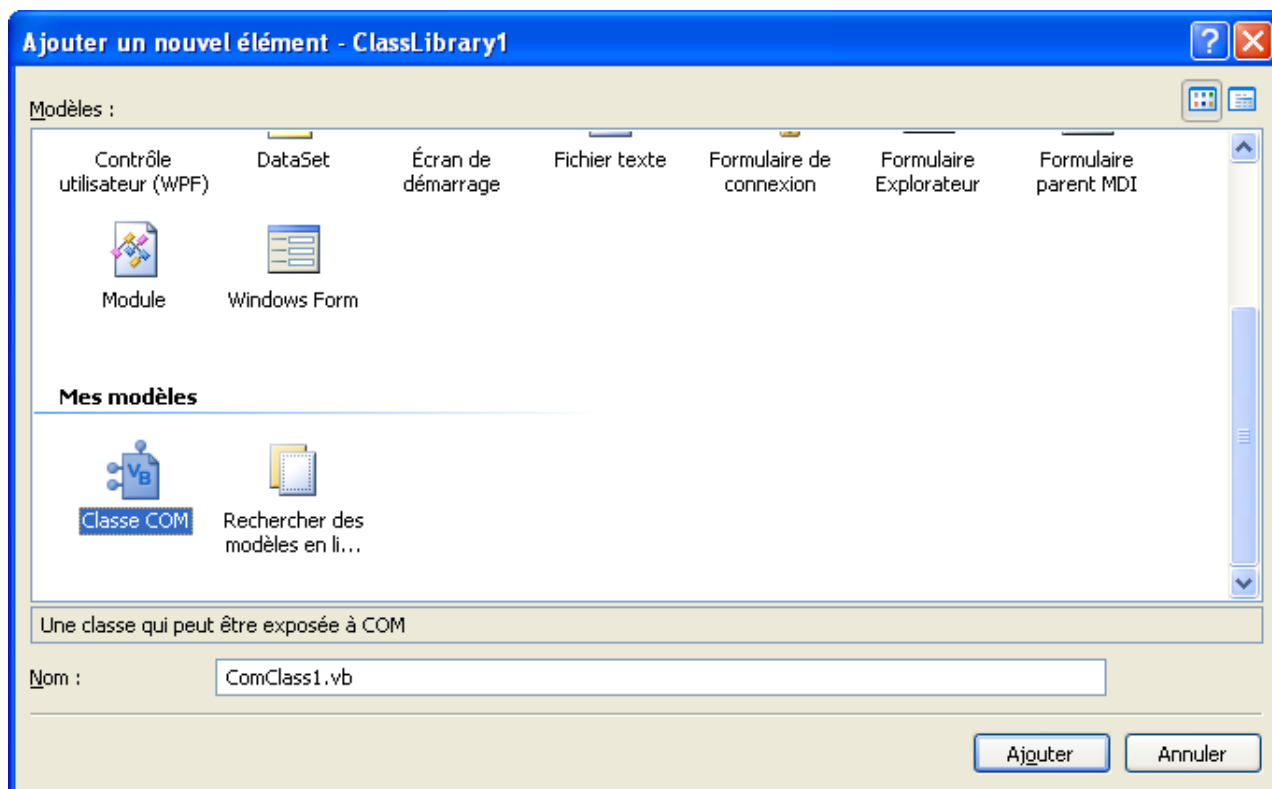 Ajouter un nouvel élément - ClassLibrary1
Modèles :
Contrôle utilisateur (WPF)
DataSet
Écran de démarrage
Fichier texte
Formulaire de connexion
Formulaire Explorateur
Formulaire parent MDI
Module
Windows Form
Mes modèles
VB
Classe COM
Rechercher des modèles en li...
Une classe qui peut être exposée à COM
Nom :
ComClass1.vb
Ajouter
Annuler